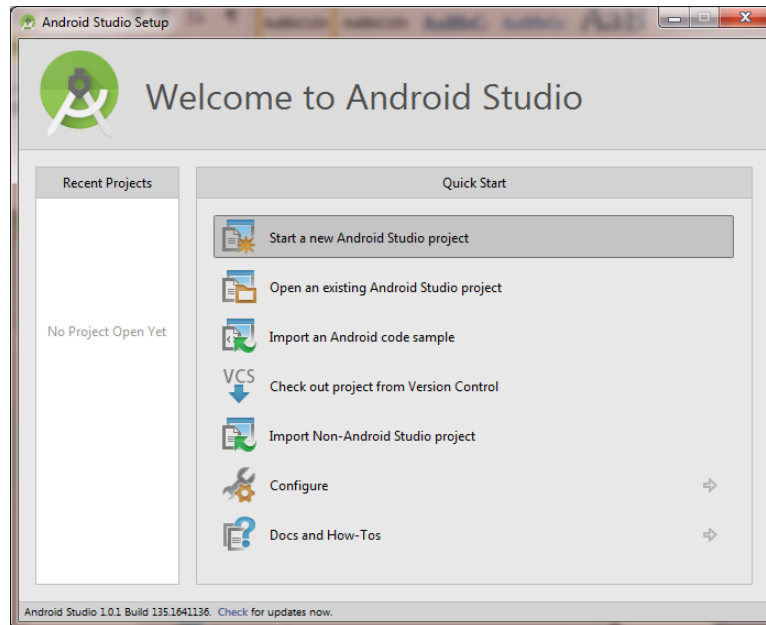 Android Studio Setup
Welcome to Android Studio
Recent Projects
No Project Open Yet
Quick Start
Start a new Android Studio project
Open an existing Android Studio project
Import an Android code sample
VCS
Check out project from Version Control
Import Non-Android Studio project
Configure
Docs and How-Tos
Android Studio 1.0.1 Build 135.1641136. Check for updates now.